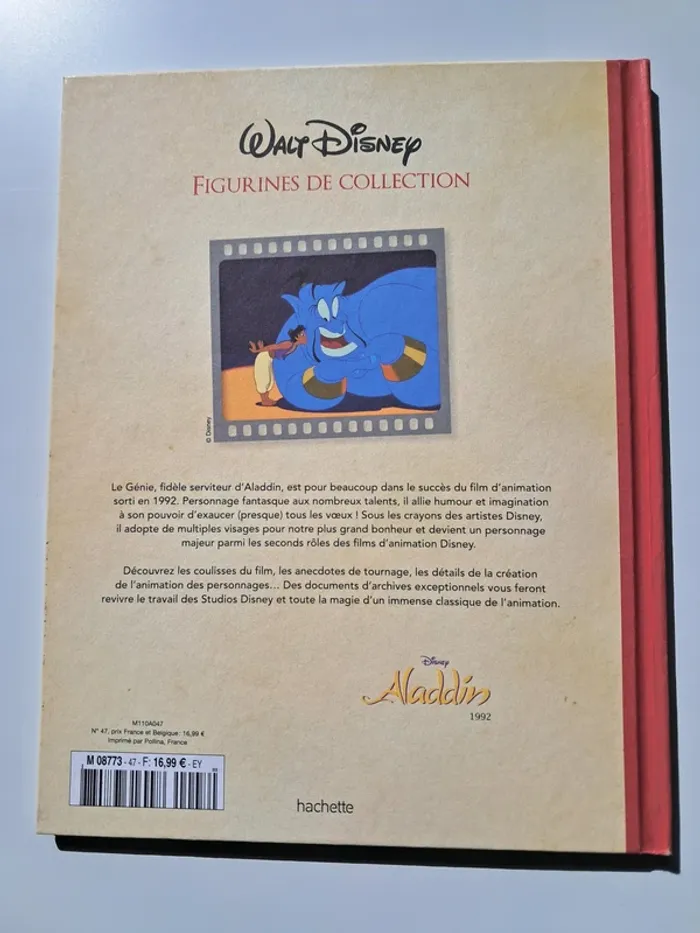 WALT DISNEY
FIGURINES DE COLLECTION
© Disney
Le Génie, fidèle serviteur d'Aladdin, est pour beaucoup dans le succès du film d'animation
sorti en 1992. Personnage fantasque aux nombreux talents, il allie humour et imagination
à son pouvoir d'exaucer (presque) tous les vœux ! Sous les crayons des artistes Disney,
il adopte de multiples visages pour notre plus grand bonheur et devient un personnage
majeur parmi les seconds rôles des films d'animation Disney.
Découvrez les coulisses du film, les anecdotes de tournage, les détails de la création
de l'animation des personnages… Des documents d'archives exceptionnels vous feront
revivre le travail des Studios Disney et toute la magie d'un immense classique de l'animation.
Disney
Aladdin
1992
M110A047
N° 47, prix France et Belgique : 16,99 €
Imprimé par Pollina, France
M 08773 - 47 - F: 16,99 € - EY
hachette